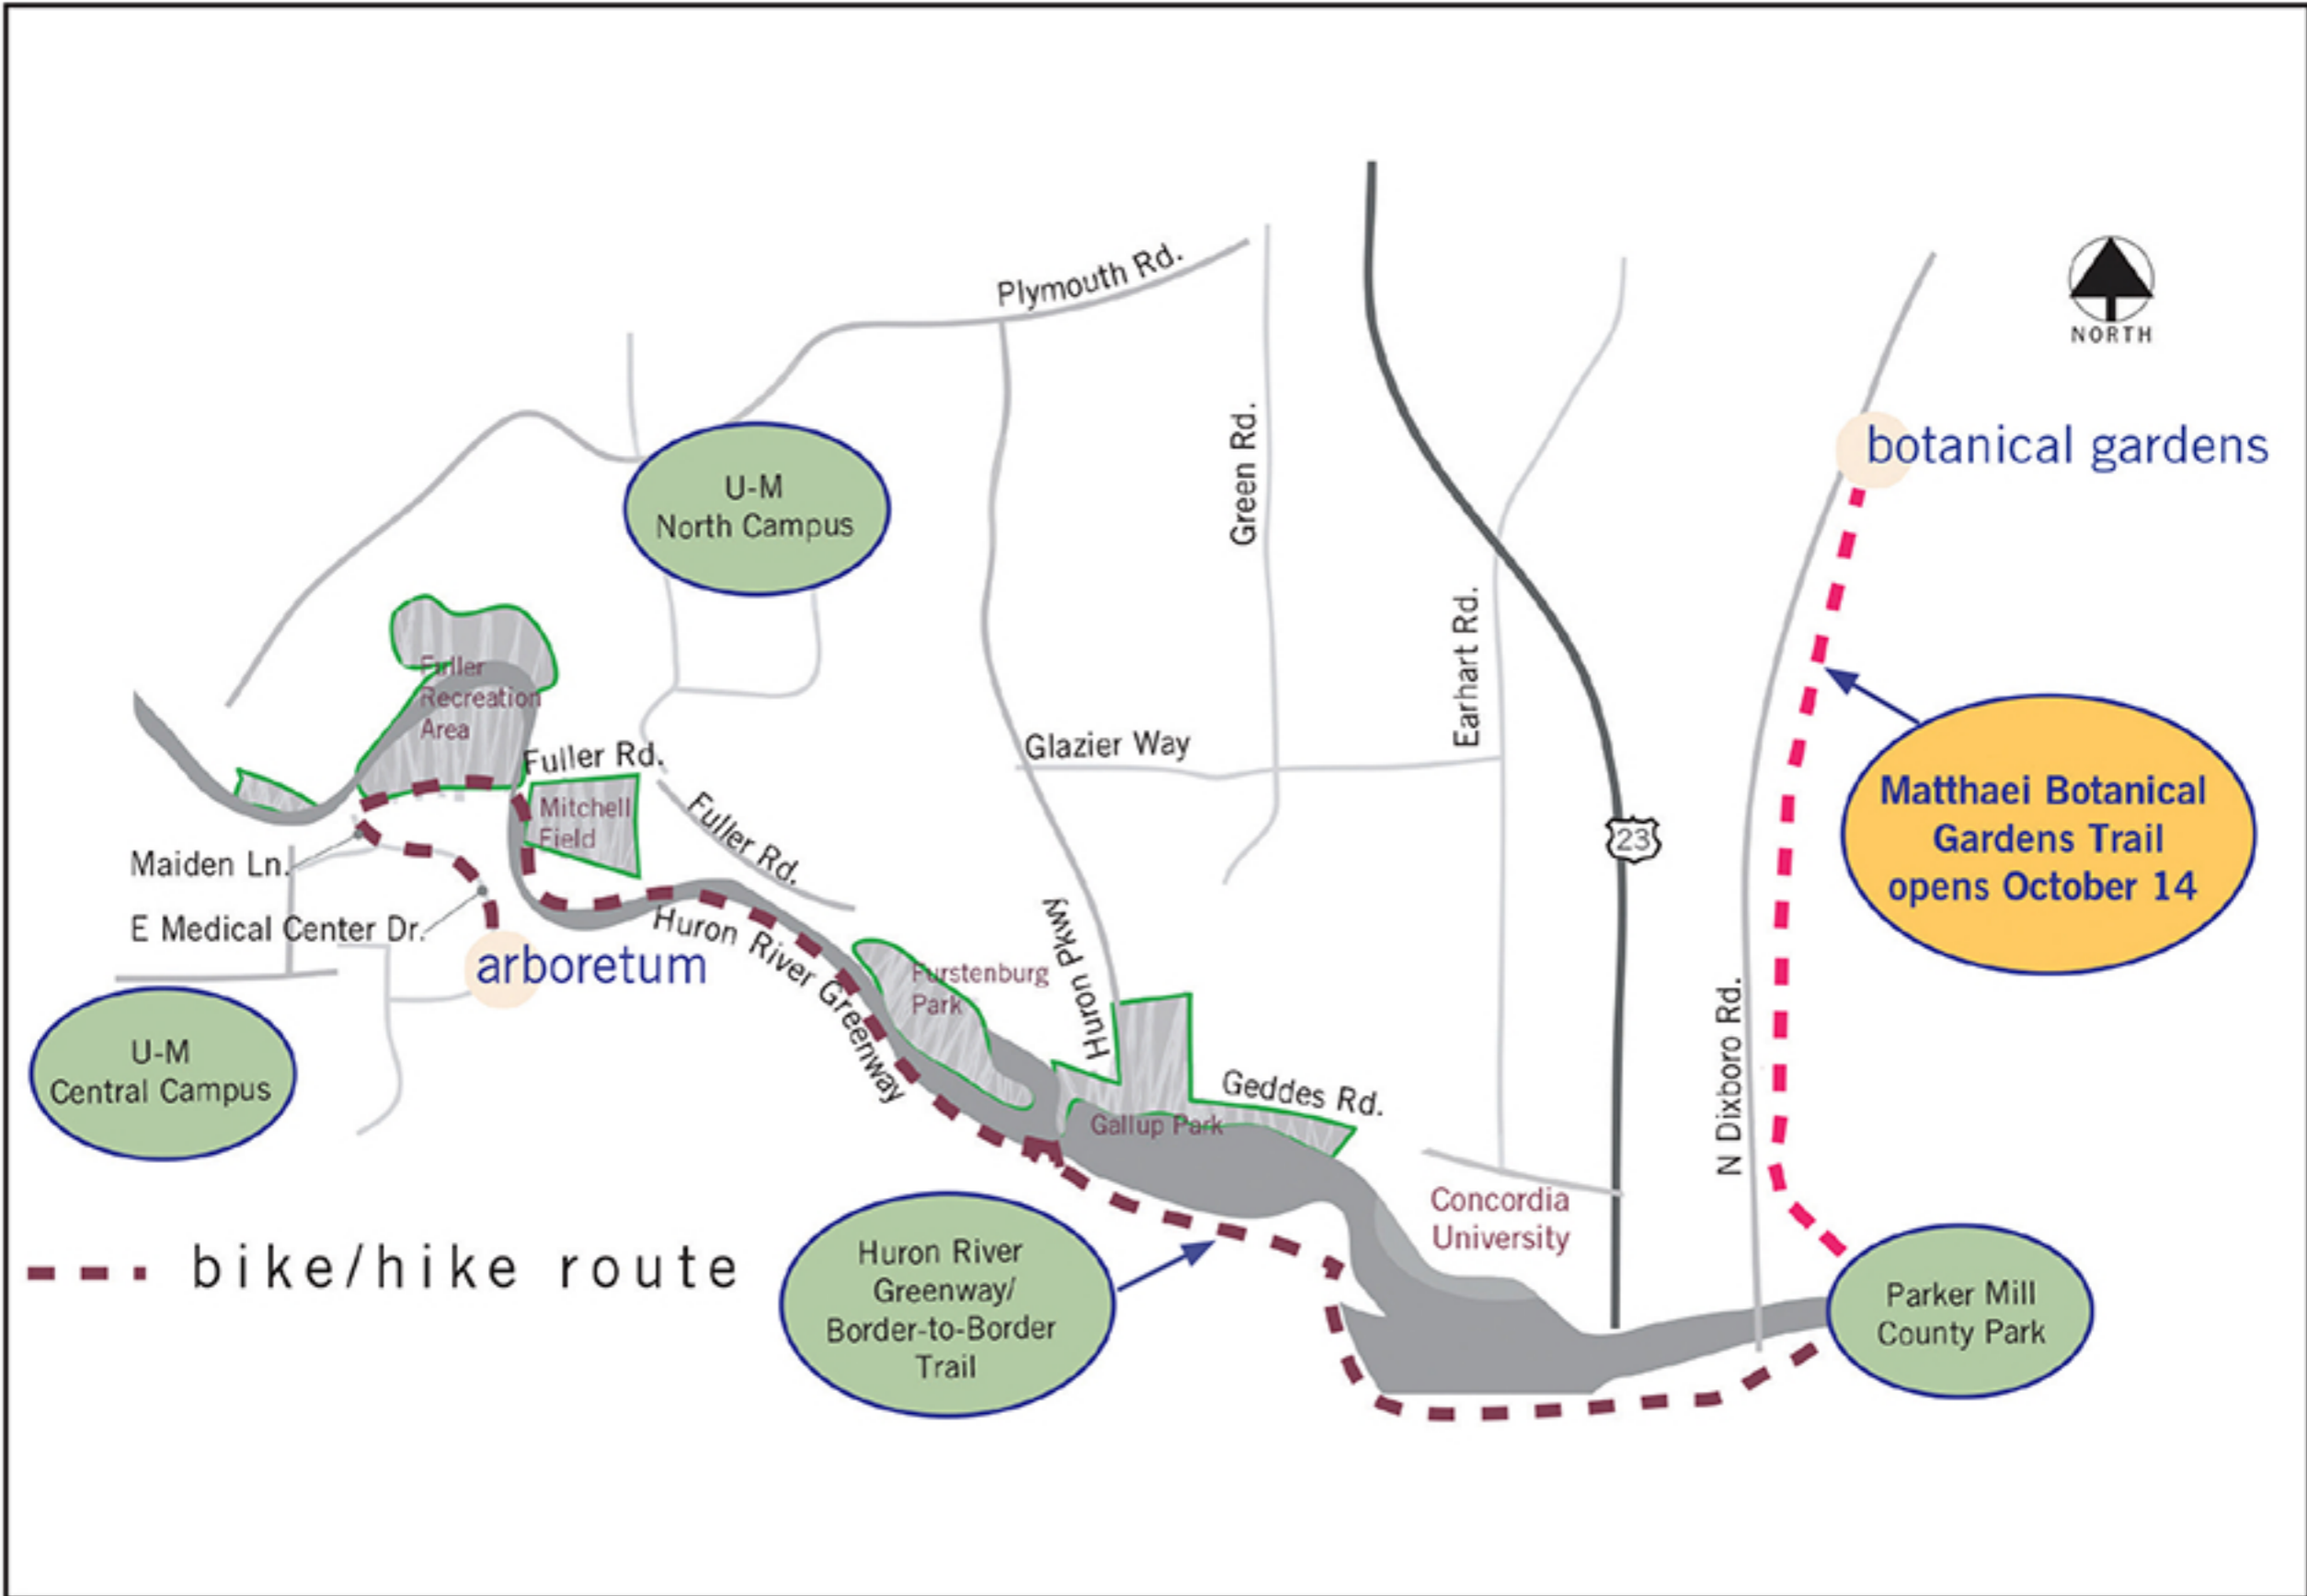 Plymouth Rd.
NORTH
Green Rd.
botanical gardens
U-M
North Campus
Earhart Rd.
Fuller
Recreation
Area
Fuller Rd.
Glazier Way
Mitchell
Field
Fuller Rd.
23
Matthaei Botanical
Gardens Trail
opens October 14
Maiden Ln.
E Medical Center Dr.
arboretum
Huron River Greenway
Furstenburg
Park
Huron Pkwy
N Dixboro Rd.
U-M
Central Campus
Geddes Rd.
Gallup Park
Concordia
University
bike/hike route
Huron River
Greenway/
Border-to-Border
Trail
Parker Mill
County Park